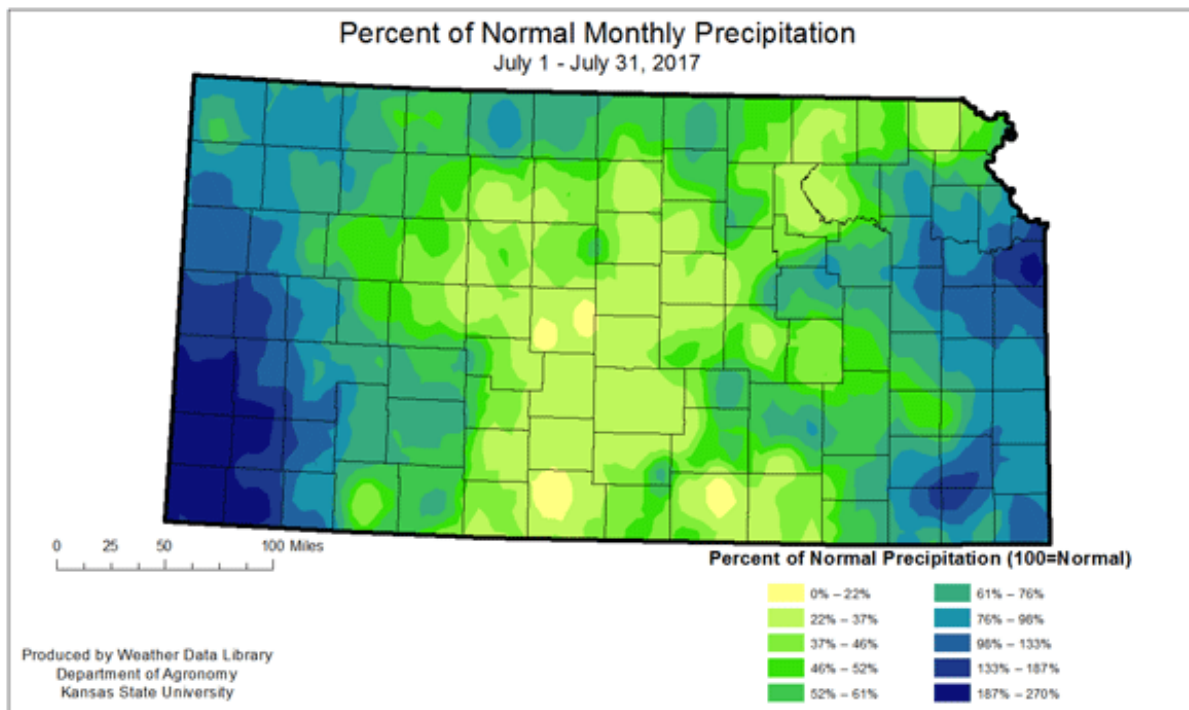 Percent of Normal Monthly Precipitation
July 1 - July 31, 2017
0 25 50 100 Miles
Percent of Normal Precipitation (100=Normal)
0% – 22%
22% – 37%
37% – 46%
46% – 52%
52% – 61%
61% – 76%
76% – 98%
98% – 133%
133% – 187%
187% – 270%
Produced by Weather Data Library
Department of Agronomy
Kansas State University